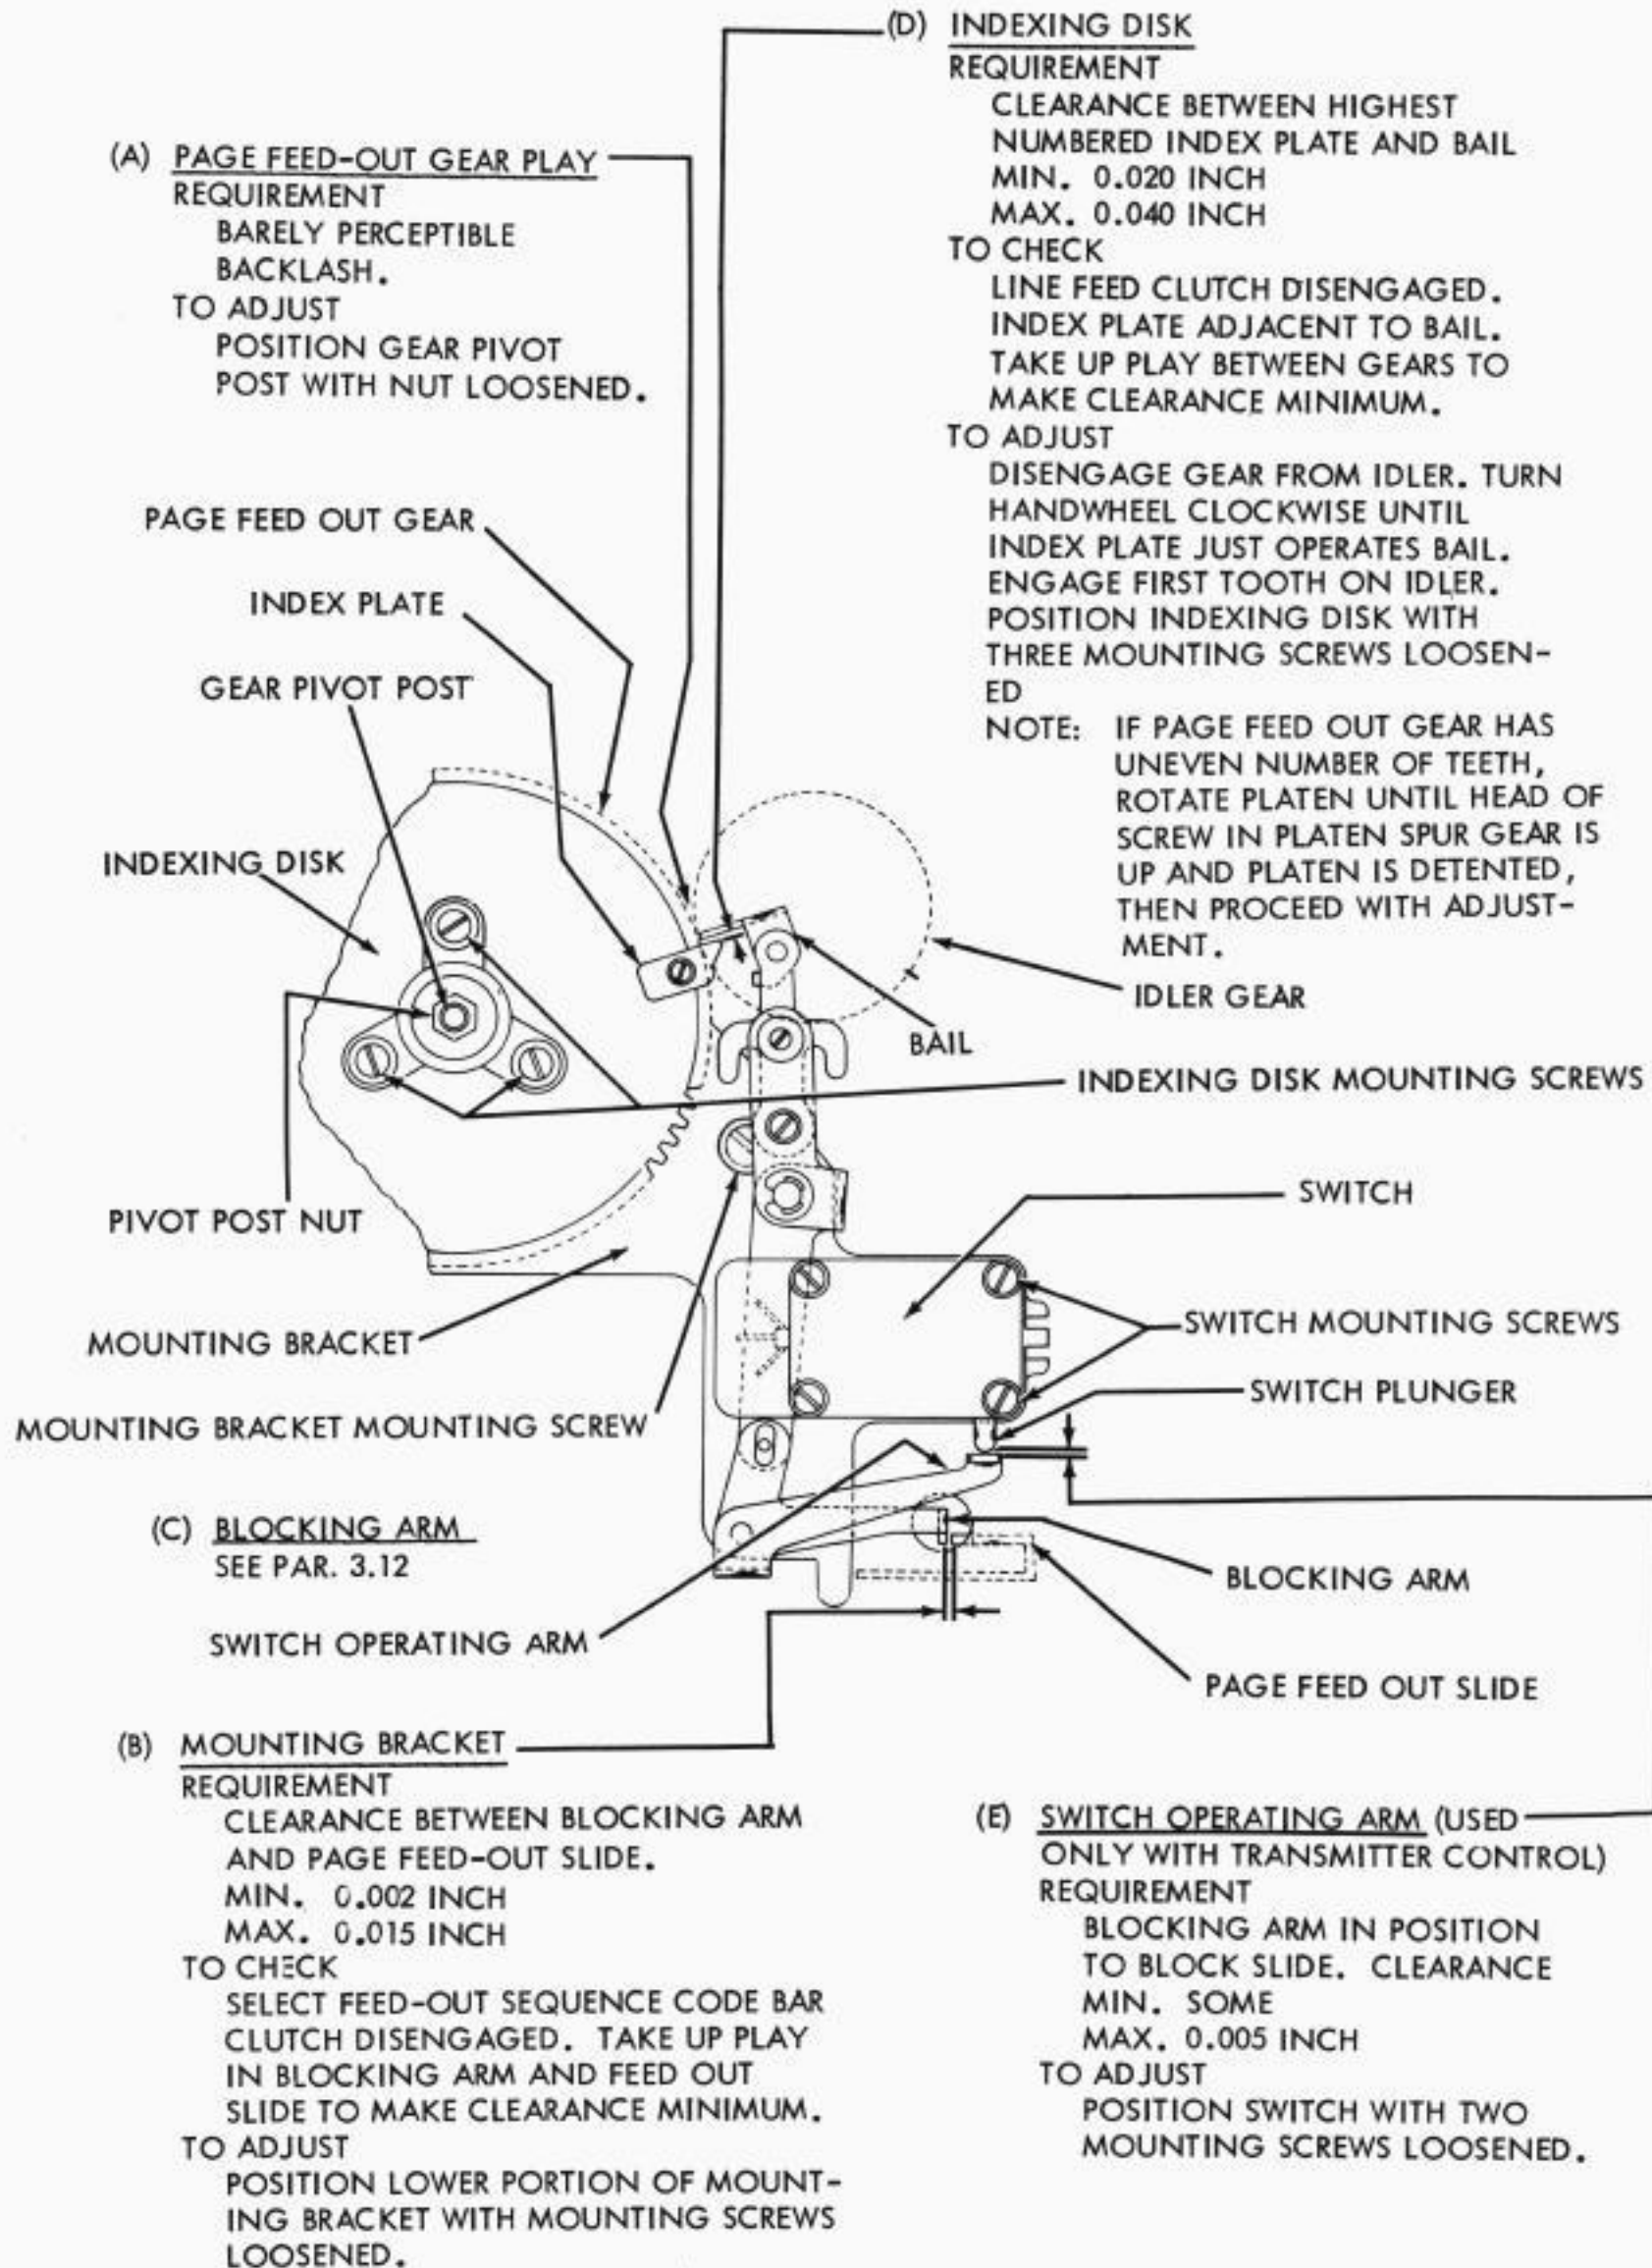 (D) INDEXING DISK
REQUIREMENT
CLEARANCE BETWEEN HIGHEST
NUMBERED INDEX PLATE AND BAIL
MIN. 0.020 INCH
MAX. 0.040 INCH
TO CHECK
LINE FEED CLUTCH DISENGAGED.
INDEX PLATE ADJACENT TO BAIL.
TAKE UP PLAY BETWEEN GEARS TO
MAKE CLEARANCE MINIMUM.
TO ADJUST
DISENGAGE GEAR FROM IDLER. TURN
HANDWHEEL CLOCKWISE UNTIL
INDEX PLATE JUST OPERATES BAIL.
ENGAGE FIRST TOOTH ON IDLER.
POSITION INDEXING DISK WITH
THREE MOUNTING SCREWS LOOSEN-
ED
NOTE: IF PAGE FEED OUT GEAR HAS
UNEVEN NUMBER OF TEETH,
ROTATE PLATEN UNTIL HEAD OF
SCREW IN PLATEN SPUR GEAR IS
UP AND PLATEN IS DETENTED,
THEN PROCEED WITH ADJUST-
MENT.
(A) PAGE FEED-OUT GEAR PLAY
REQUIREMENT
BARELY PERCEPTIBLE
BACKLASH.
TO ADJUST
POSITION GEAR PIVOT
POST WITH NUT LOOSENED.
PAGE FEED OUT GEAR
INDEX PLATE
GEAR PIVOT POST
INDEXING DISK
IDLER GEAR
BAIL
INDEXING DISK MOUNTING SCREWS
PIVOT POST NUT
SWITCH
MOUNTING BRACKET
SWITCH MOUNTING SCREWS
SWITCH PLUNGER
MOUNTING BRACKET MOUNTING SCREW
(C) BLOCKING ARM
SEE PAR. 3.12
BLOCKING ARM
SWITCH OPERATING ARM
PAGE FEED OUT SLIDE
(B) MOUNTING BRACKET
REQUIREMENT
CLEARANCE BETWEEN BLOCKING ARM
AND PAGE FEED-OUT SLIDE.
MIN. 0.002 INCH
MAX. 0.015 INCH
TO CHECK
SELECT FEED-OUT SEQUENCE CODE BAR
CLUTCH DISENGAGED. TAKE UP PLAY
IN BLOCKING ARM AND FEED OUT
SLIDE TO MAKE CLEARANCE MINIMUM.
TO ADJUST
POSITION LOWER PORTION OF MOUNT-
ING BRACKET WITH MOUNTING SCREWS
LOOSENED.
(E) SWITCH OPERATING ARM (USED
ONLY WITH TRANSMITTER CONTROL)
REQUIREMENT
BLOCKING ARM IN POSITION
TO BLOCK SLIDE. CLEARANCE
MIN. SOME
MAX. 0.005 INCH
TO ADJUST
POSITION SWITCH WITH TWO
MOUNTING SCREWS LOOSENED.